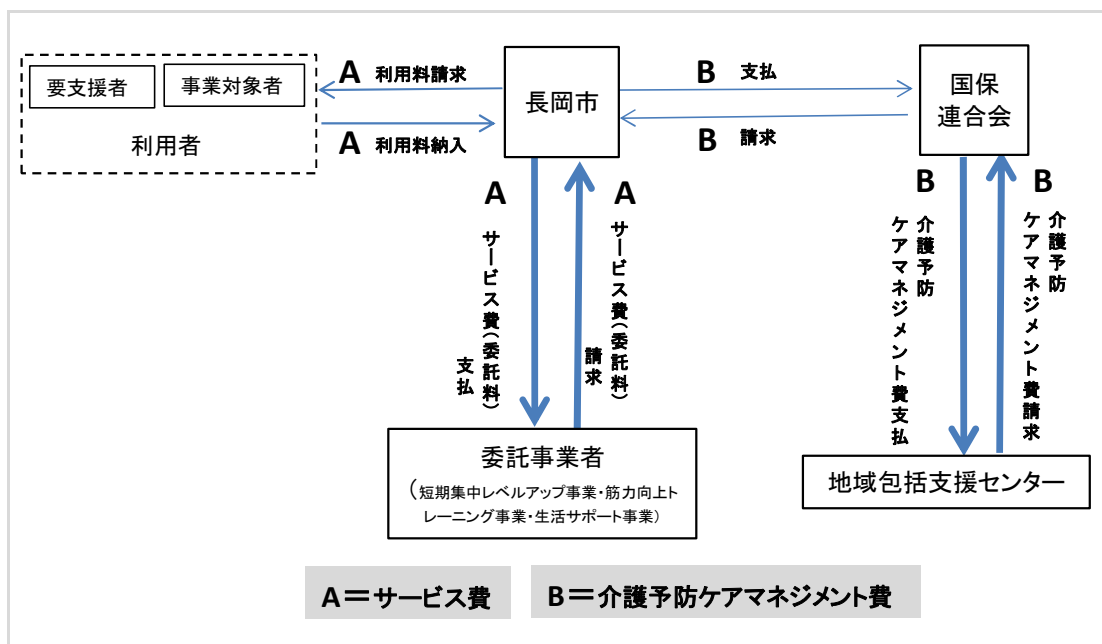 要支援者
事業対象者
利用者
A 利用料請求
A 利用料納入
長岡市
B 支払
B 請求
国保
連合会
A
サービス費(委託料)
支払
A
サービス費(委託料)
請求
B
介護予防
ケアマネジメント費支払
B
介護予防
ケアマネジメント費請求
委託事業者
(短期集中レベルアップ事業・筋力向上ト
レーニング事業・生活サポート事業)
地域包括支援センター
A=サービス費
B=介護予防ケアマネジメント費